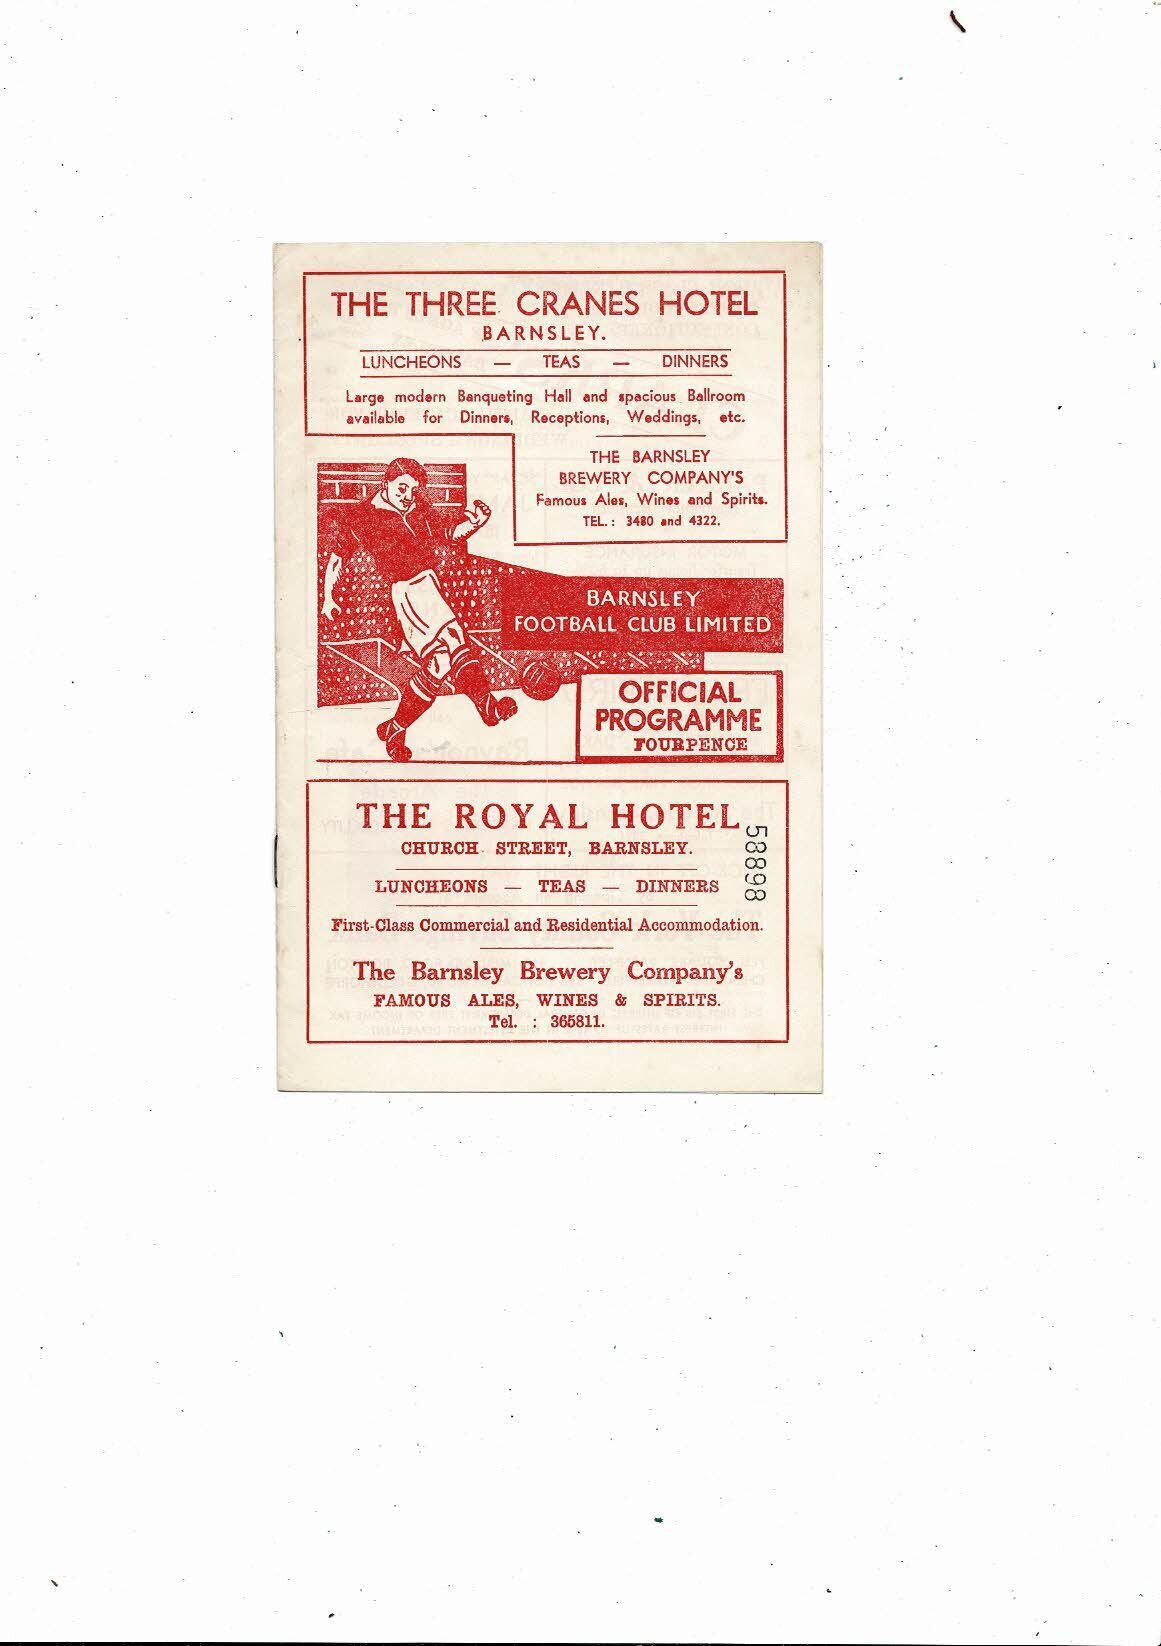 THE THREE CRANES HOTEL
BARNSLEY.
LUNCHEONS — TEAS — DINNERS
Large modern Banqueting Hall and spacious Ballroom
available for Dinners, Receptions, Weddings, etc.
THE BARNSLEY
BREWERY COMPANY'S
Famous Ales, Wines and Spirits.
TEL.: 3480 and 4322.
BARNSLEY
FOOTBALL CLUB LIMITED
OFFICIAL
PROGRAMME
FOURPENCE
THE ROYAL HOTEL
CHURCH STREET, BARNSLEY.
LUNCHEONS — TEAS — DINNERS
First-Class Commercial and Residential Accommodation.
The Barnsley Brewery Company's
FAMOUS ALES, WINES & SPIRITS.
Tel. : 365811.
58898